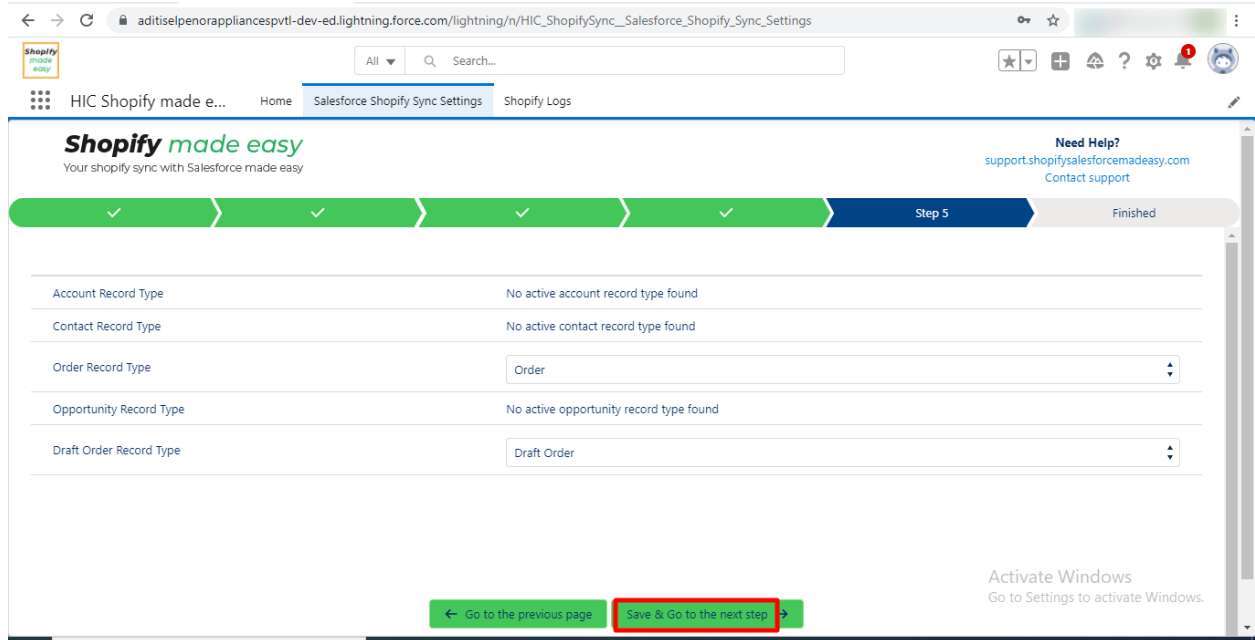 aditiselpenorappliancespvtl-dev-ed.lightning.force.com/lightning/n/HIC_ShopifySync__Salesforce_Shopify_Sync_Settings
Shopify
made
easy
All
Search...
1
HIC Shopify made e...
Home
Salesforce Shopify Sync Settings
Shopify Logs
Shopify made easy
Your shopify sync with Salesforce made easy
Need Help?
support.shopifysalesforcemadeasy.com
Contact support
Step 5
Finished
Account Record Type
No active account record type found
Contact Record Type
No active contact record type found
Order Record Type
Order
Opportunity Record Type
No active opportunity record type found
Draft Order Record Type
Draft Order
Activate Windows
Go to Settings to activate Windows.
← Go to the previous page
Save & Go to the next step →